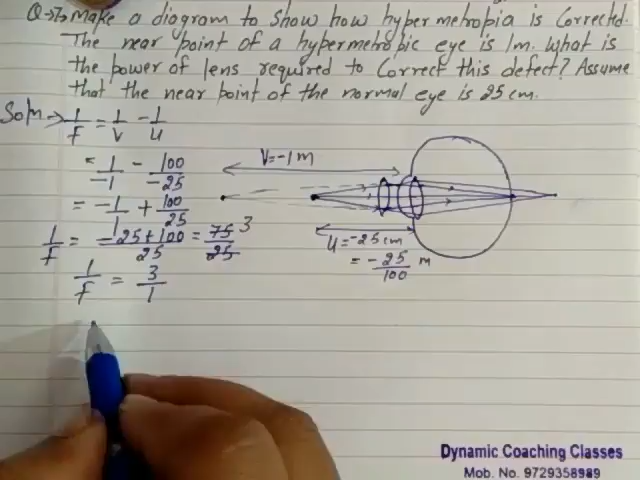 Q→7→ Make a diagram to show how hypermetropia is corrected.
The near point of a hypermetropic eye is 1m. What is
the power of lens required to correct this defect? Assume
that the near point of the normal eye is 25 cm.
Soln→ 1/f = 1/v - 1/u
= 1/-1 - 100/-25
= -1/1 + 100/25
1/f = -25+100/25 = 75/25 3
1/f = 3/1
V=-1m
u=-25cm
= -25/100 m
Dynamic Coaching Classes
Mob. No. 9729358989